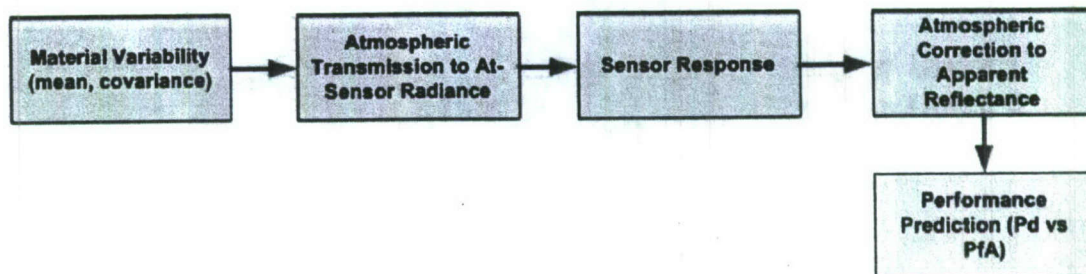 Material Variability
(mean, covariance)
Atmospheric
Transmission to At-
Sensor Radiance
Sensor Response
Atmospheric
Correction to
Apparent
Reflectance
Performance
Prediction (Pd vs
PfA)